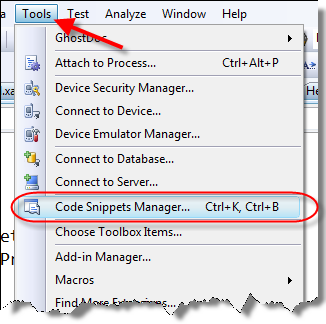 Tools Test Analyze Window Help
GhostDoc
Attach to Process... Ctrl+Alt+P
Device Security Manager...
Connect to Device...
Device Emulator Manager...
Connect to Database...
Connect to Server...
Code Snippets Manager... Ctrl+K, Ctrl+B
Choose Toolbox Items...
Add-in Manager...
Macros
Find More Extensions...